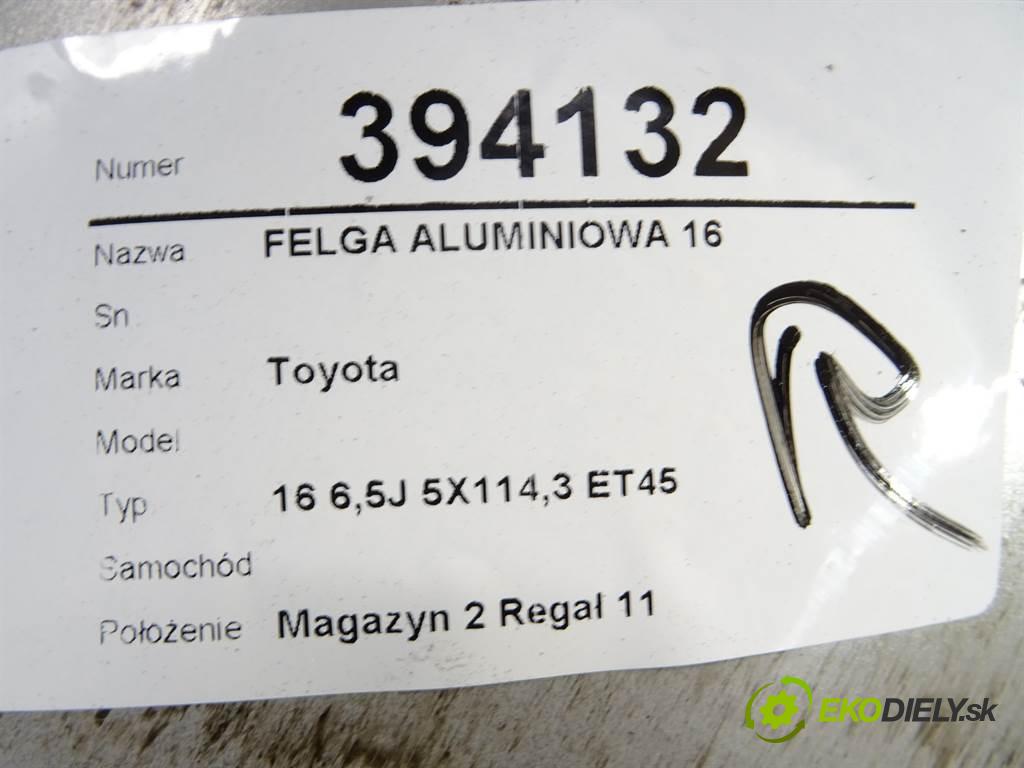 Numer 394132
Nazwa FELGA ALUMINIOWA 16
Sn
Marka Toyota
Model
Typ 16 6,5J 5X114,3 ET45
Samochód
Położenie Magazyn 2 Regał 11
R
EKODIELY.sk